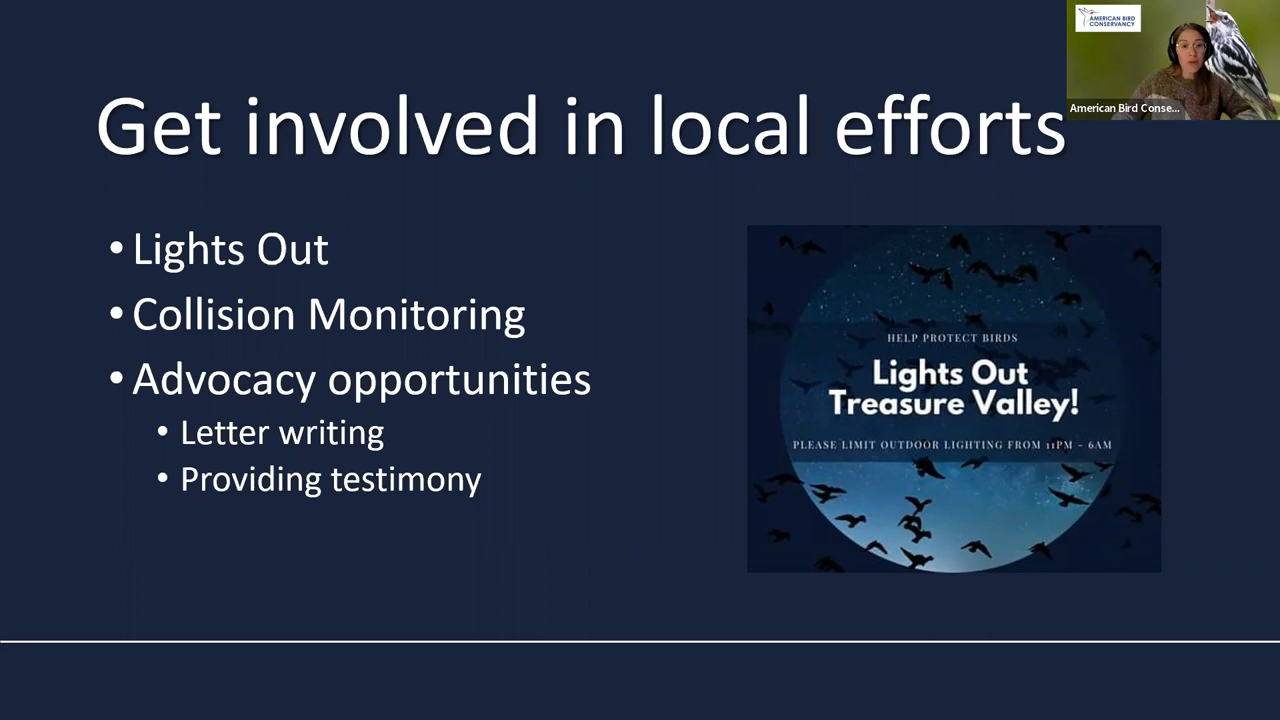 Get involved in local efforts
AMERICAN BIRD
CONSERVANCY
American Bird Conse...
• Lights Out
• Collision Monitoring
• Advocacy opportunities
• Letter writing
• Providing testimony
HELP PROTECT BIRDS
Lights Out
Treasure Valley!
PLEASE LIMIT OUTDOOR LIGHTING FROM 11PM - 6AM